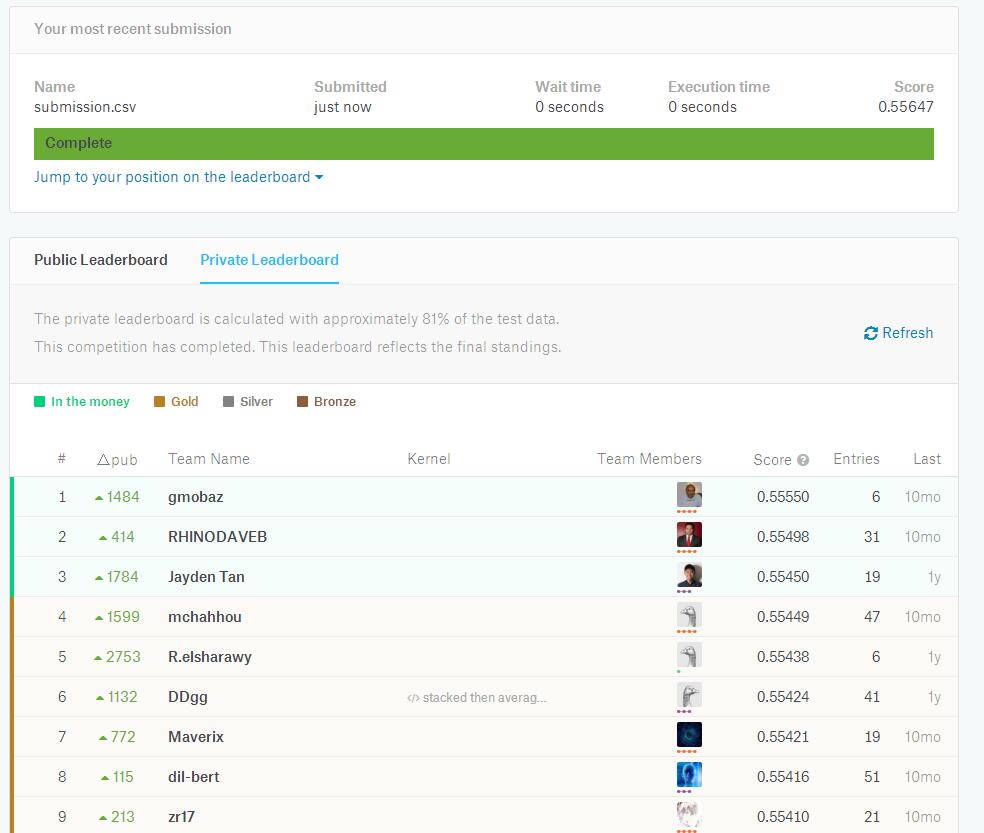 Your most recent submission
Name Submitted Wait time Execution time Score
submission.csv just now 0 seconds 0 seconds 0.55647
Complete
Jump to your position on the leaderboard
Public Leaderboard Private Leaderboard
The private leaderboard is calculated with approximately 81% of the test data.
This competition has completed. This leaderboard reflects the final standings.
Refresh
In the money Gold Silver Bronze
# △pub Team Name Kernel Team Members Score ? Entries Last
1 1484 gmobaz 0.55550 6 10mo
2 414 RHINODAVEB 0.55498 31 10mo
3 1784 Jayden Tan 0.55450 19 1y
4 1599 mchahhou 0.55449 47 10mo
5 2753 R.elsharawy 0.55438 6 1y
6 1132 DDgg </> stacked then averag... 0.55424 41 1y
7 772 Maverix 0.55421 19 10mo
8 115 dil-bert 0.55416 51 10mo
9 213 zr17 0.55410 21 10mo